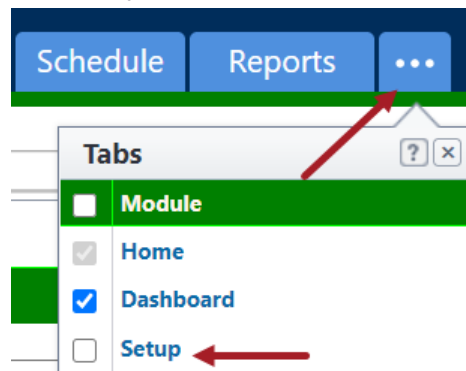 Schedule Reports ...
Tabs ? x
Module
Home
Dashboard
Setup